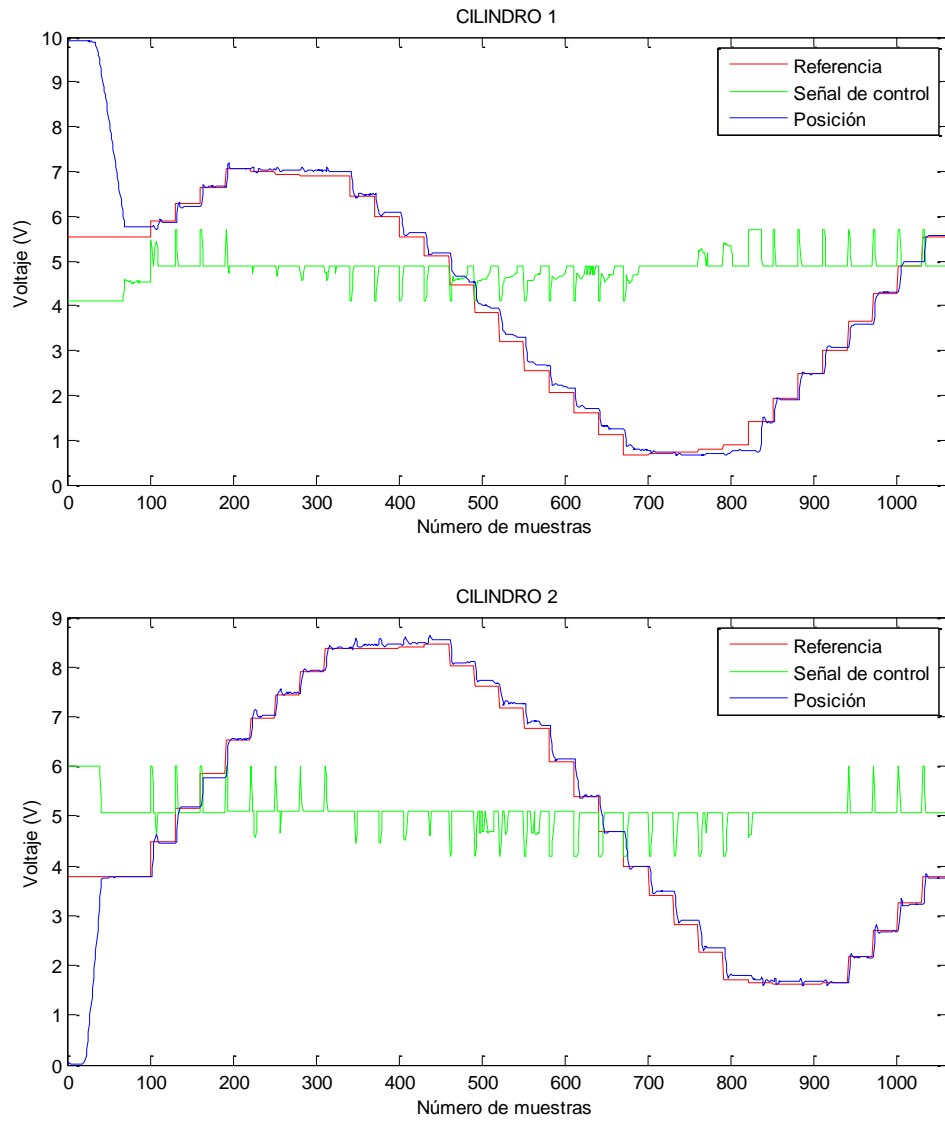 CILINDRO 1
10
9
8
7
6
5
4
3
2
1
0
Voltaje (V)
Referencia
Señal de control
Posición
0 100 200 300 400 500 600 700 800 900 1000
Número de muestras
CILINDRO 2
9
8
7
6
5
4
3
2
1
0
Voltaje (V)
Referencia
Señal de control
Posición
0 100 200 300 400 500 600 700 800 900 1000
Número de muestras